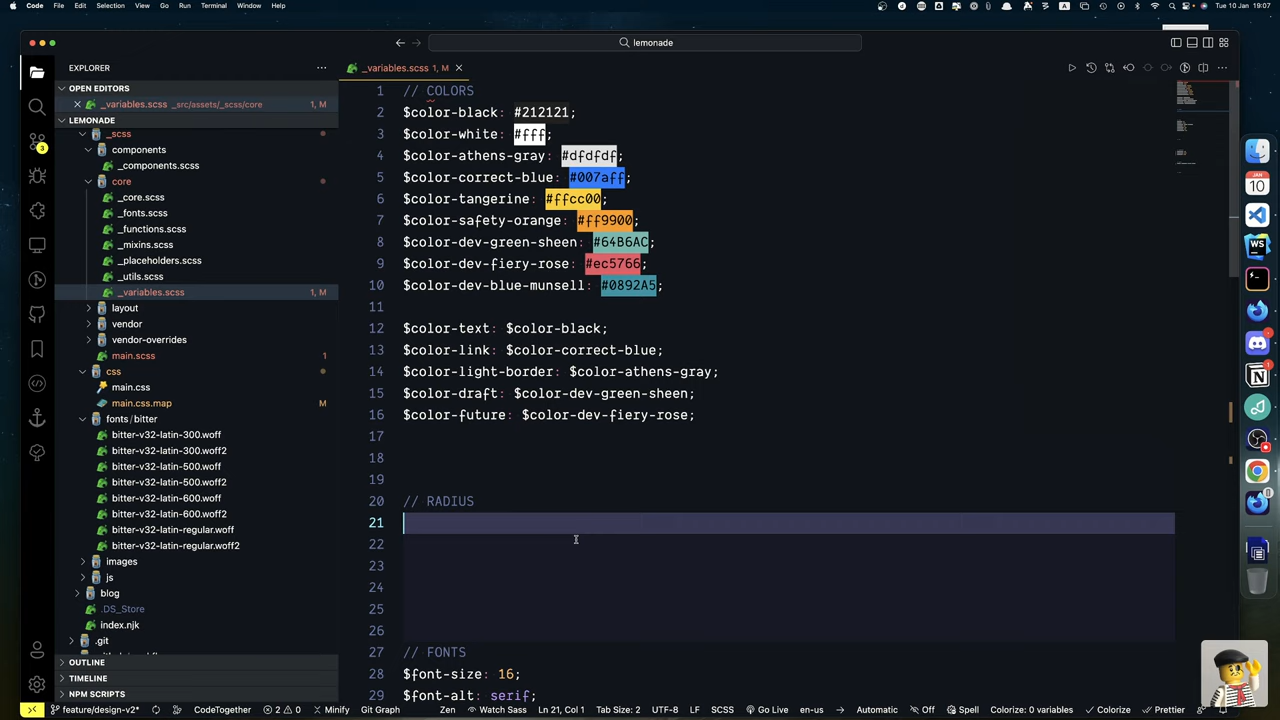 Code File Edit Selection View Go Run Terminal Window Help
Tue 10 Jan 19:07
lemonade
EXPLORER
_variables.scss 1, M
OPEN EDITORS
_variables.scss _src/assets/_scss/core 1, M
LEMONADE
_scss
components
_components.scss
core
_core.scss
_fonts.scss
_functions.scss
_mixins.scss
_placeholders.scss
_utils.scss
_variables.scss 1, M
layout
vendor
vendor-overrides
main.scss 1
css
main.css
main.css.map M
fonts/bitter
bitter-v32-latin-300.woff
bitter-v32-latin-300.woff2
bitter-v32-latin-500.woff
bitter-v32-latin-500.woff2
bitter-v32-latin-600.woff
bitter-v32-latin-600.woff2
bitter-v32-latin-regular.woff
bitter-v32-latin-regular.woff2
images
js
blog
.DS_Store
index.njk
.git
OUTLINE
TIMELINE
NPM SCRIPTS
1 // COLORS
2 $color-black: #212121;
3 $color-white: #fff;
4 $color-athens-gray: #dfdfdf;
5 $color-correct-blue: #007aff;
6 $color-tangerine: #ffcc00;
7 $color-safety-orange: #ff9900;
8 $color-dev-green-sheen: #64B6AC;
9 $color-dev-fiery-rose: #ec5766;
10 $color-dev-blue-munsell: #0892A5;
11
12 $color-text: $color-black;
13 $color-link: $color-correct-blue;
14 $color-light-border: $color-athens-gray;
15 $color-draft: $color-dev-green-sheen;
16 $color-future: $color-dev-fiery-rose;
17
18
19
20 // RADIUS
21
22
23
24
25
26
27 // FONTS
28 $font-size: 16;
29 $font-alt: serif;
JAN
10
WS
3
feature/design-v2* CodeTogether 2 0 Minify Git Graph Zen Watch Sass Ln 21, Col 1 Tab Size: 2 UTF-8 LF SCSS Go Live en-us Automatic Off Spell Colorize: 0 variables Colorize Prettier